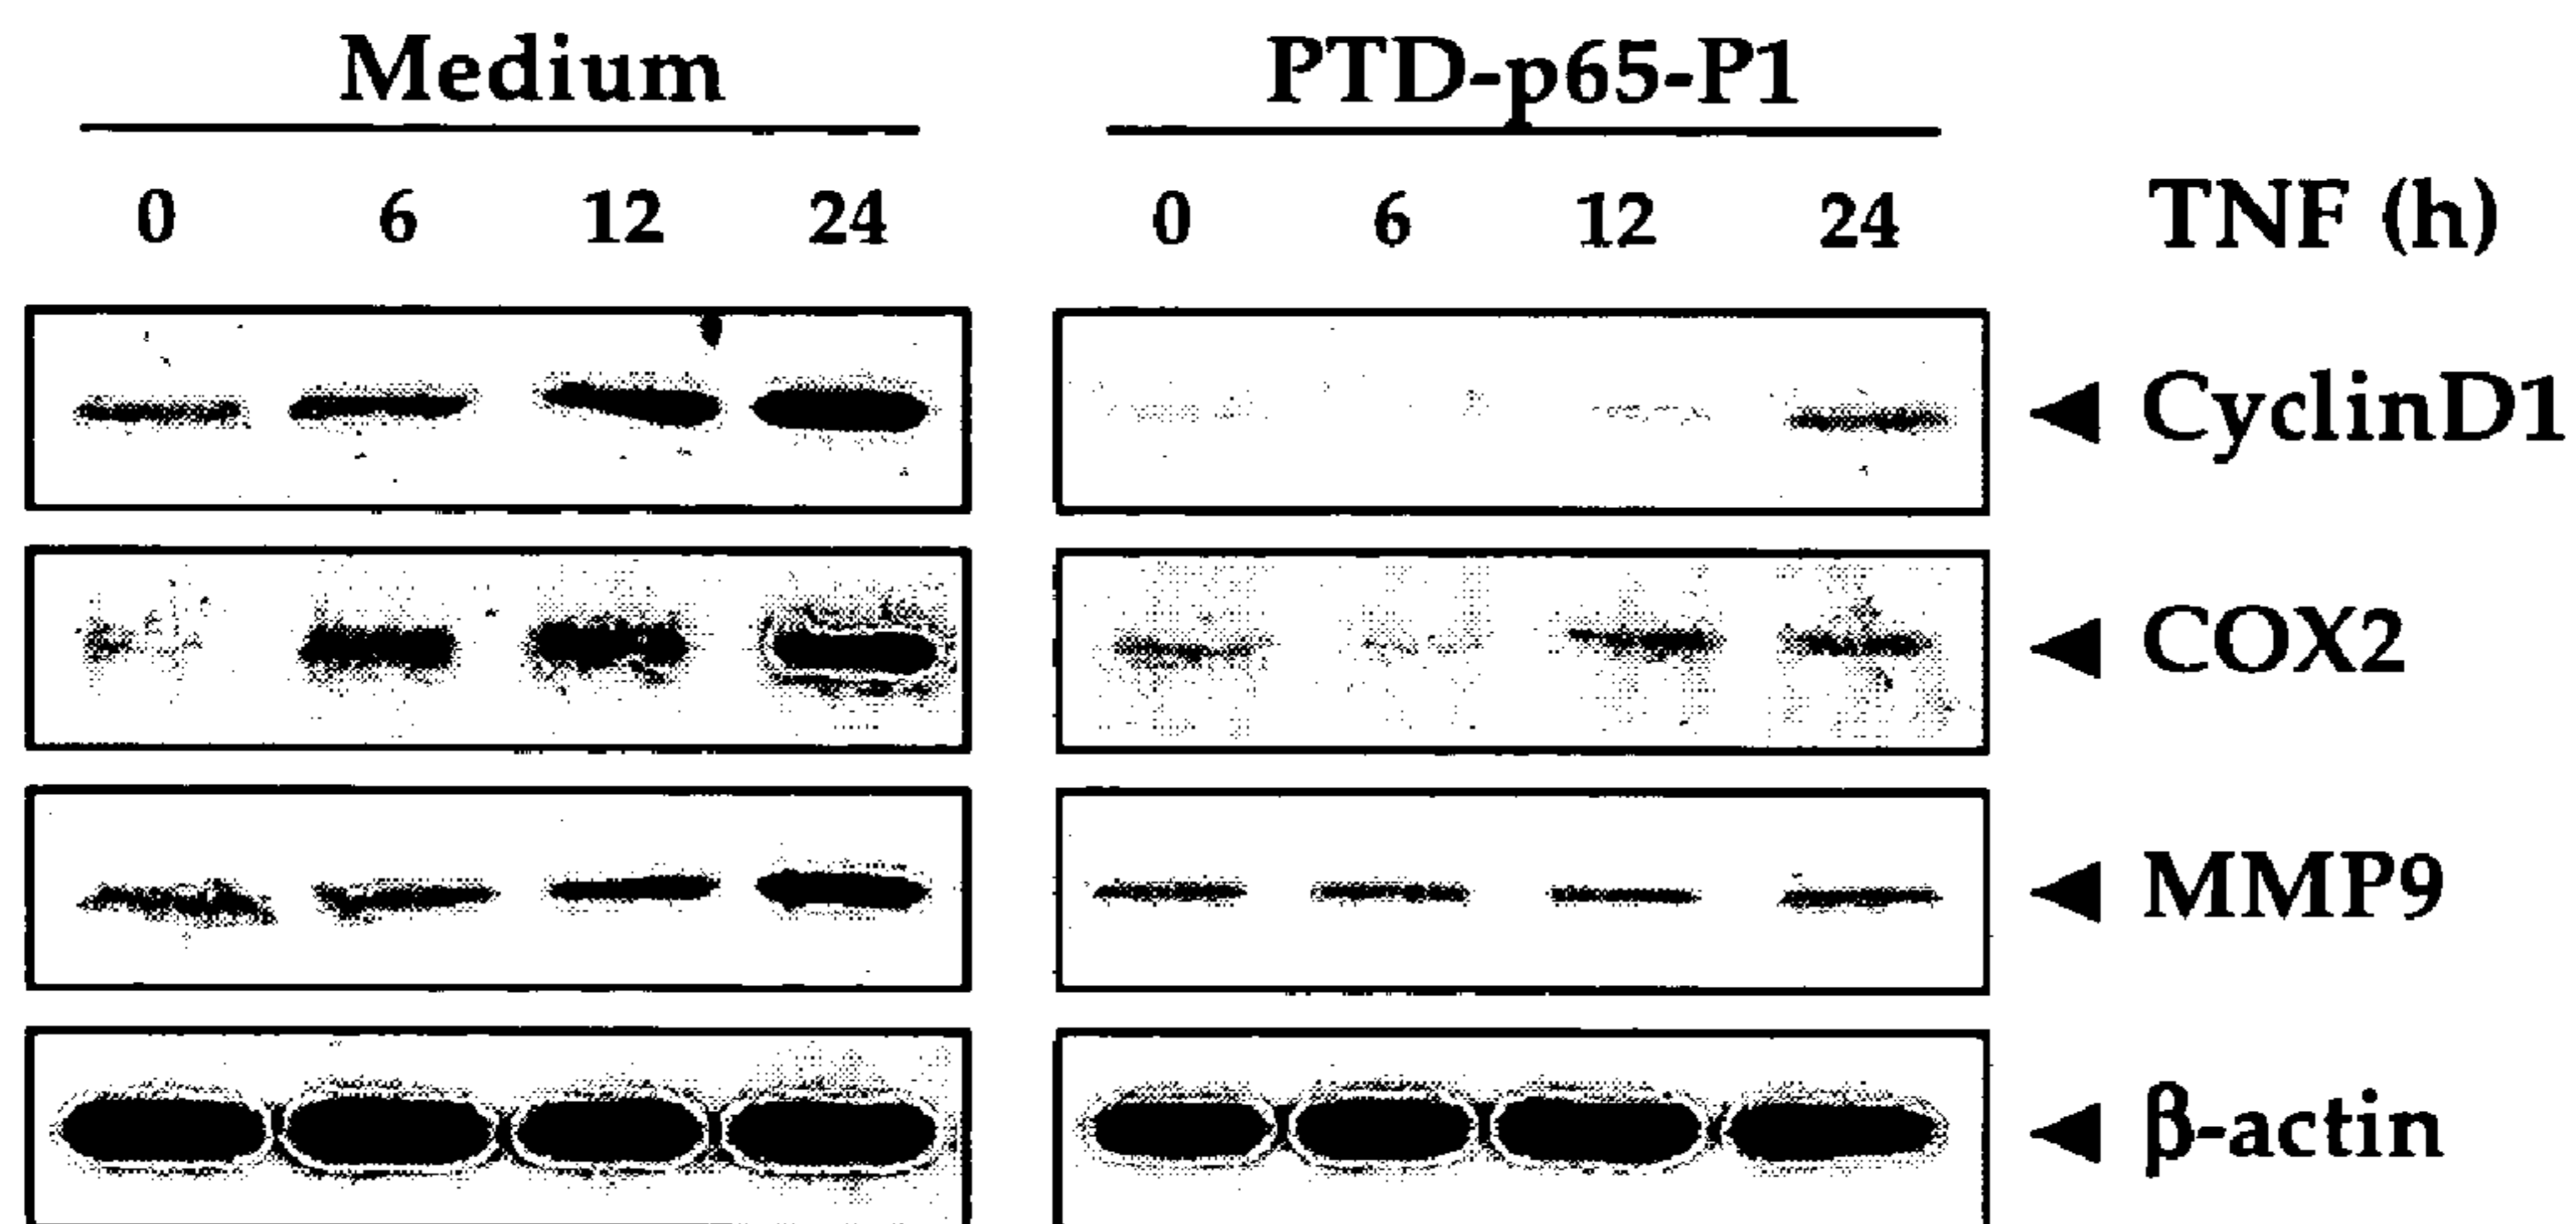 Medium PTD-p65-P1
0 6 12 24 0 6 12 24 TNF (h)
CyclinD1
COX2
MMP9
β-actin